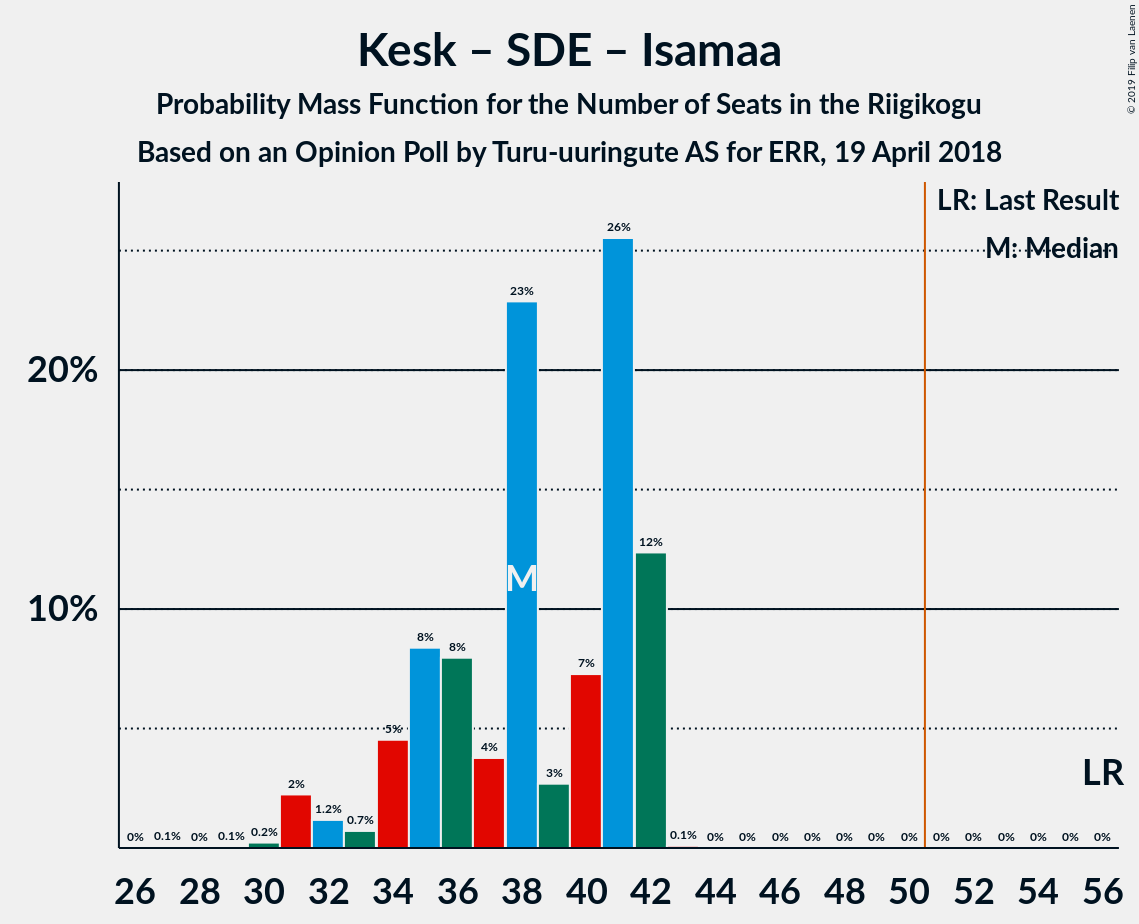 Kesk – SDE – Isamaa
Probability Mass Function for the Number of Seats in the Riigikogu
Based on an Opinion Poll by Turu-uuringute AS for ERR, 19 April 2018
© 2019 Filip van Laenen
LR: Last Result
M: Median
26%
23%
20%
12%
M
10%
8%
8%
7%
5%
4%
3%
LR
2%
1.2%
0.7%
0% 0.1% 0% 0.1% 0.2% 0.1% 0% 0% 0% 0% 0% 0% 0% 0% 0% 0% 0% 0% 0%
26 28 30 32 34 36 38 40 42 44 46 48 50 52 54 56